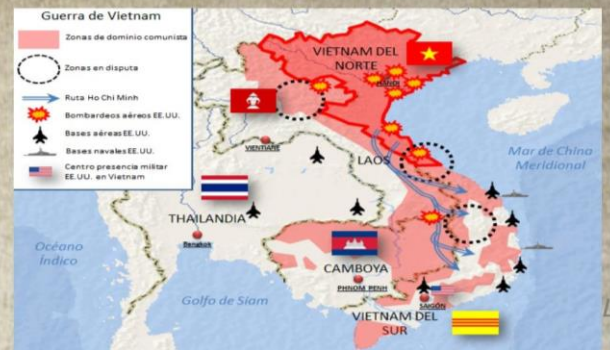 Guerra de Vietnam
Zonas de dominio comunista
Zonas en disputa
Ruta Ho Chi Minh
Bombardeos aéreos EE.UU.
Bases aéreas EE.UU.
Bases navales EE.UU.
Centro presencia militar
EE.UU. en Vietnam
VIETNAM DEL
NORTE
HANOI
LAOS
VIENTIANE
Mar de China
Meridional
THAILANDIA
Bangkok
Océano
Índico
CAMBOYA
PHNOM PENH
Golfo de Siam
SAIGÓN
VIETNAM DEL
SUR